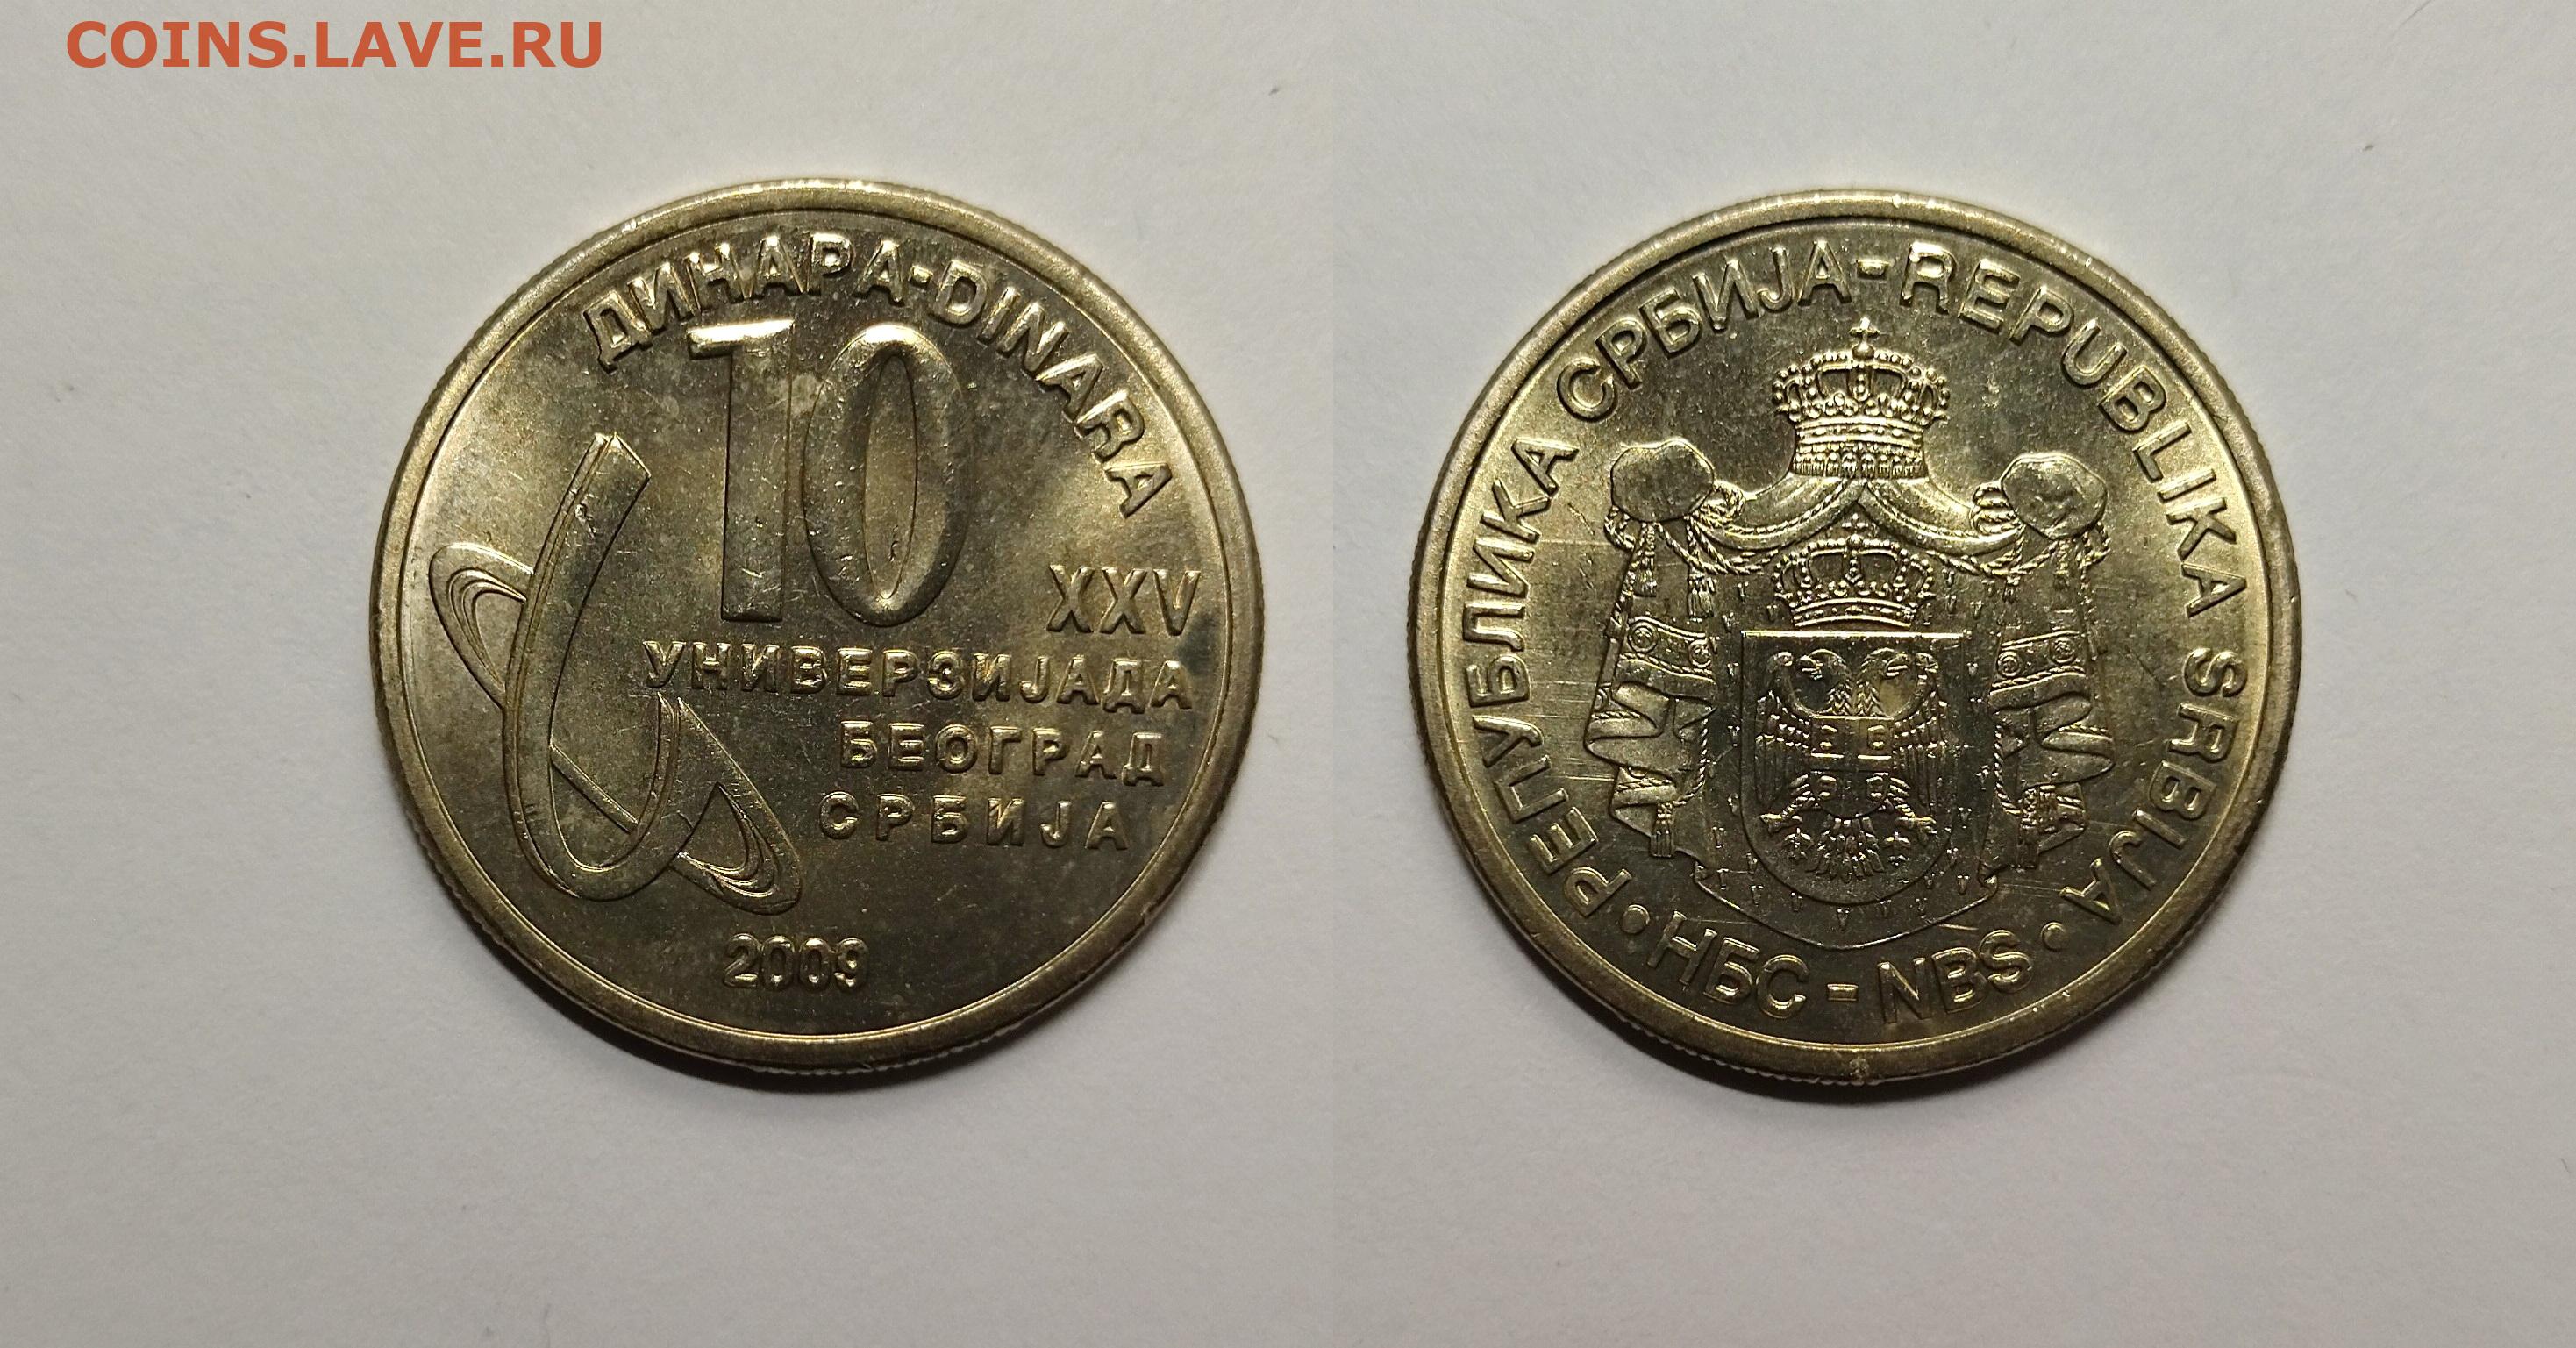 COINS.LAVE.RU
ДИНАРА-DINARA
10
XXV
УНИВЕРЗИЈАДА
БЕОГРАД
СРБИЈА
2009
РЕПУБЛИКА СРБИЈА-REPUBLIKA SRBIJA
•НБС-NBS•